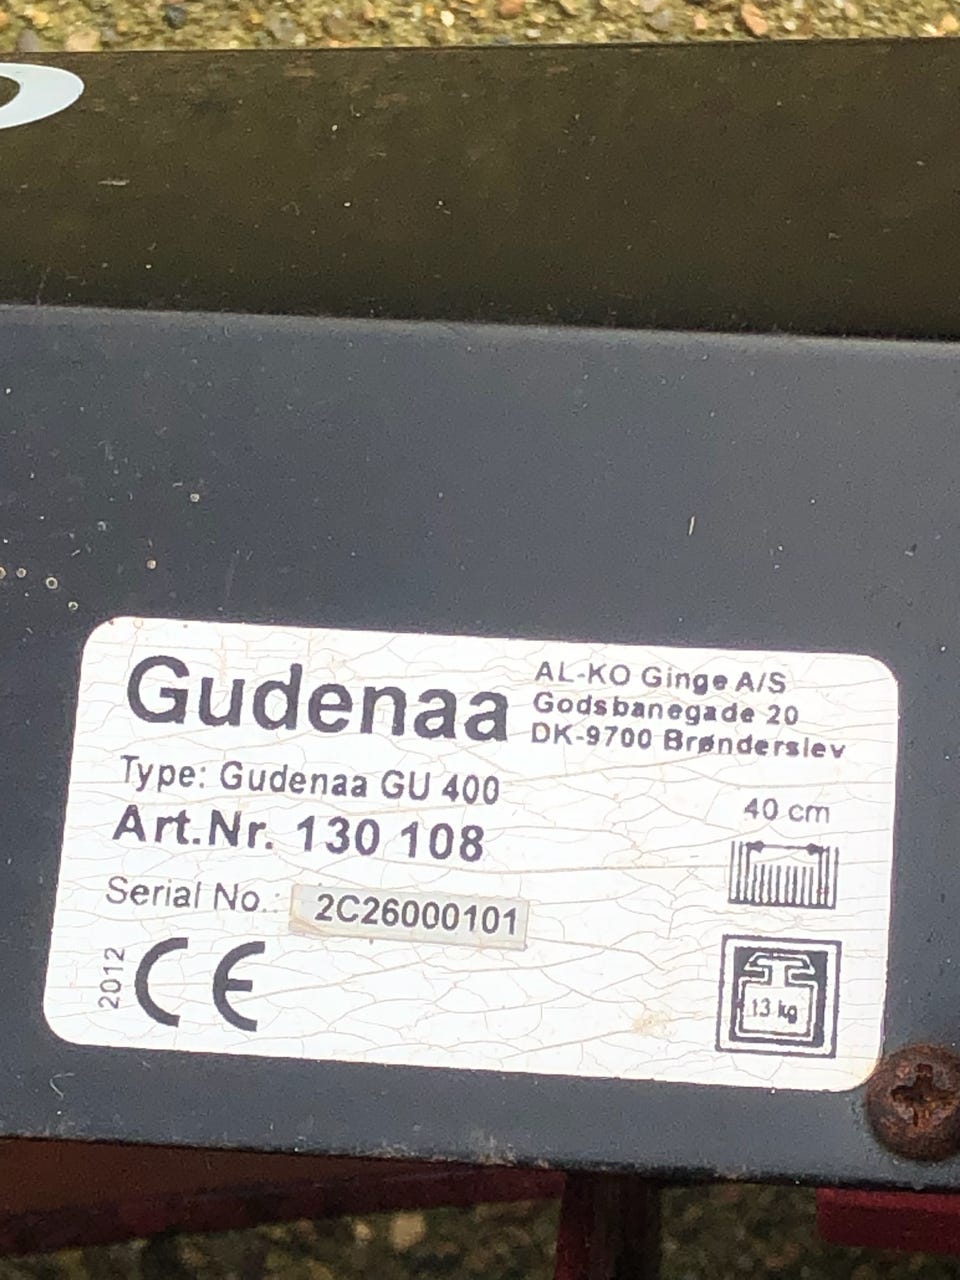 Gudenaa
AL-KO Ginge A/S
Godsbanegade 20
DK-9700 Brønderslev
Type: Gudenaa GU 400
Art.Nr. 130 108
Serial No.: 2C26000101
2012 CE
40 cm
13 kg